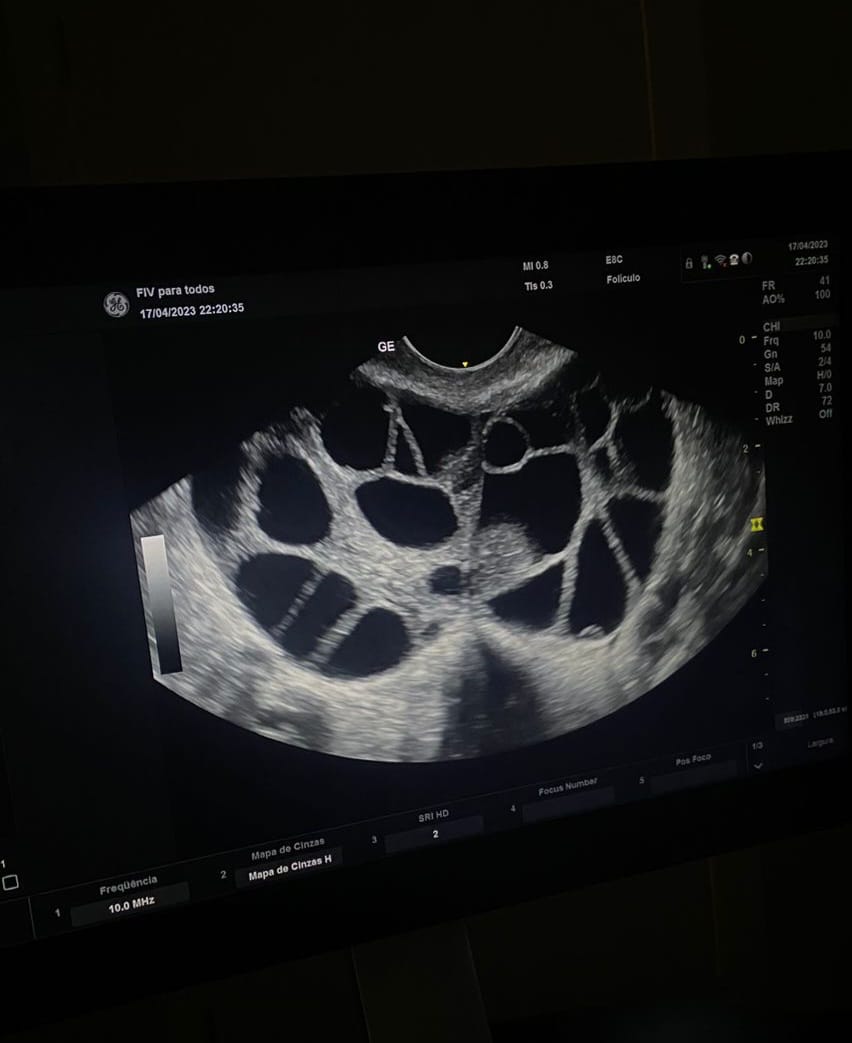 FIV para todos
17/04/2023 22:20:35
MI 0.8
TIs 0.3
E8C
Folículo
17/04/2023
22:20:35
FR 41
AO% 100
CHI
Frq 10.0
Gn 54
S/A 2/4
Map H/0
D 7.0
DR 72
Whizz Off
GE
0
2
4
6
1/3
Largura
1
1 Freqüência
10.0 MHz
2 Mapa de Cinzas
Mapa de Cinzas H
3 SRI HD
2
4 Focus Number
5 Pos Foco